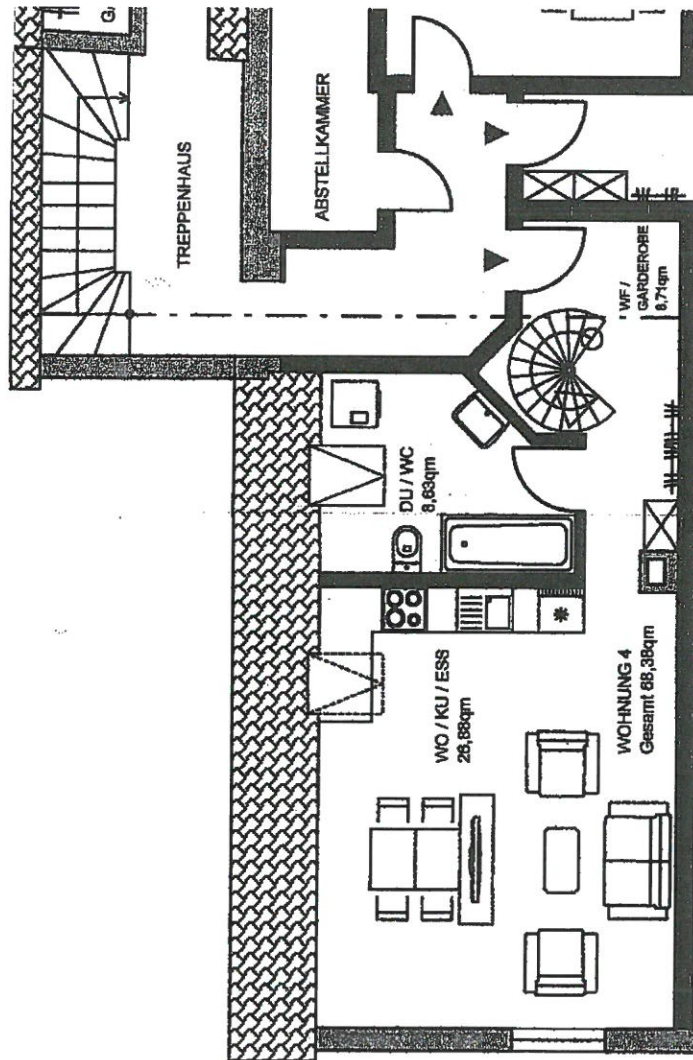 TREPPENHAUS
ABSTELLKAMMER
WF /
GARDEROBE
8,71qm
DU / WC
8,63qm
WO / KU / ESS
26,88qm
WOHNUNG 4
Gesamt 68,38qm